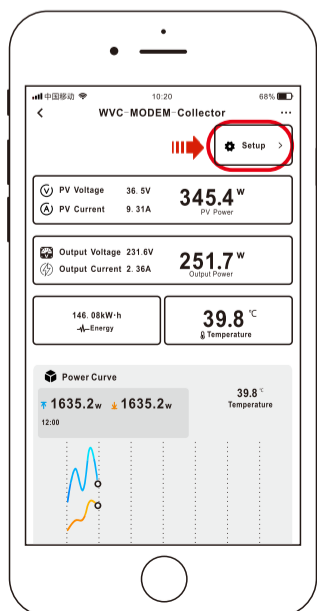 中国移动 10:20 68%
WVC-MODEM-Collector
Setup
PV Voltage 36.5V
PV Current 9.31A
345.4 W
PV Power
Output Voltage 231.6V
Output Current 2.36A
251.7 W
Output Power
146.08kW·h
Energy
39.8 ℃
Temperature
Power Curve
1635.2w 1635.2w
12:00
39.8 ℃
Temperature